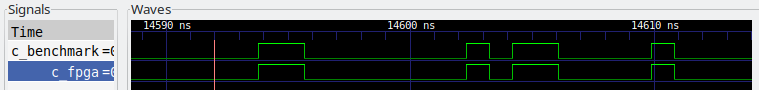 Signals
Waves
Time
14590 ns
14600 ns
14610 ns
c_benchmark=0
c_fpga=0